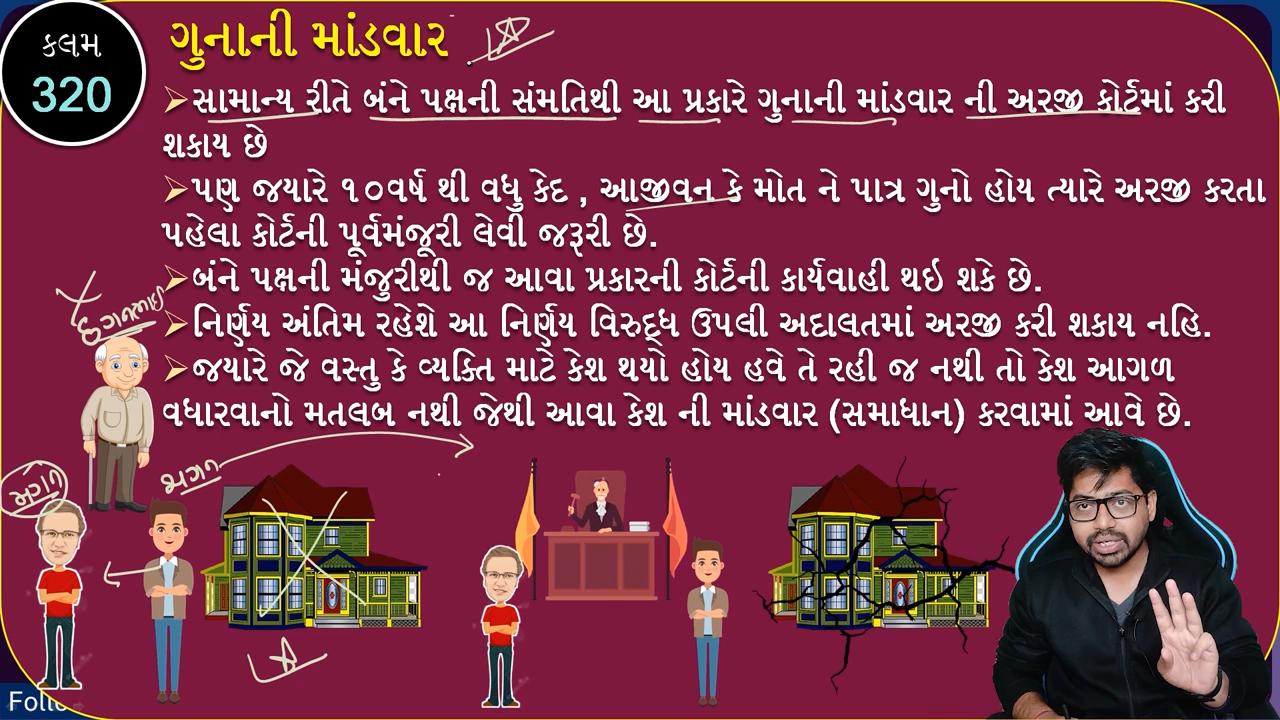 કલમ
320
ગુનાની માંડવાર
➢સામાન્ય રીતે બંને પક્ષની સંમતિથી આ પ્રકારે ગુનાની માંડવાર ની અરજી કોર્ટમાં કરી
શકાય છે
➢પણ જયારે ૧૦વર્ષ થી વધુ કેદ , આજીવન કે મોત ને પાત્ર ગુનો હોય ત્યારે અરજી કરતા
પહેલા કોર્ટની પૂર્વમંજૂરી લેવી જરૂરી છે.
➢બંને પક્ષની મંજુરીથી જ આવા પ્રકારની કોર્ટની કાર્યવાહી થઇ શકે છે.
➢નિર્ણય અંતિમ રહેશે આ નિર્ણય વિરુદ્ધ ઉપલી અદાલતમાં અરજી કરી શકાય નહિ.
➢જયારે જે વસ્તુ કે વ્યક્તિ માટે કેશ થયો હોય હવે તે રહી જ નથી તો કેશ આગળ
વધારવાનો મતલબ નથી જેથી આવા કેશ ની માંડવાર (સમાધાન) કરવામાં આવે છે.
છગનભાઇ
મગન